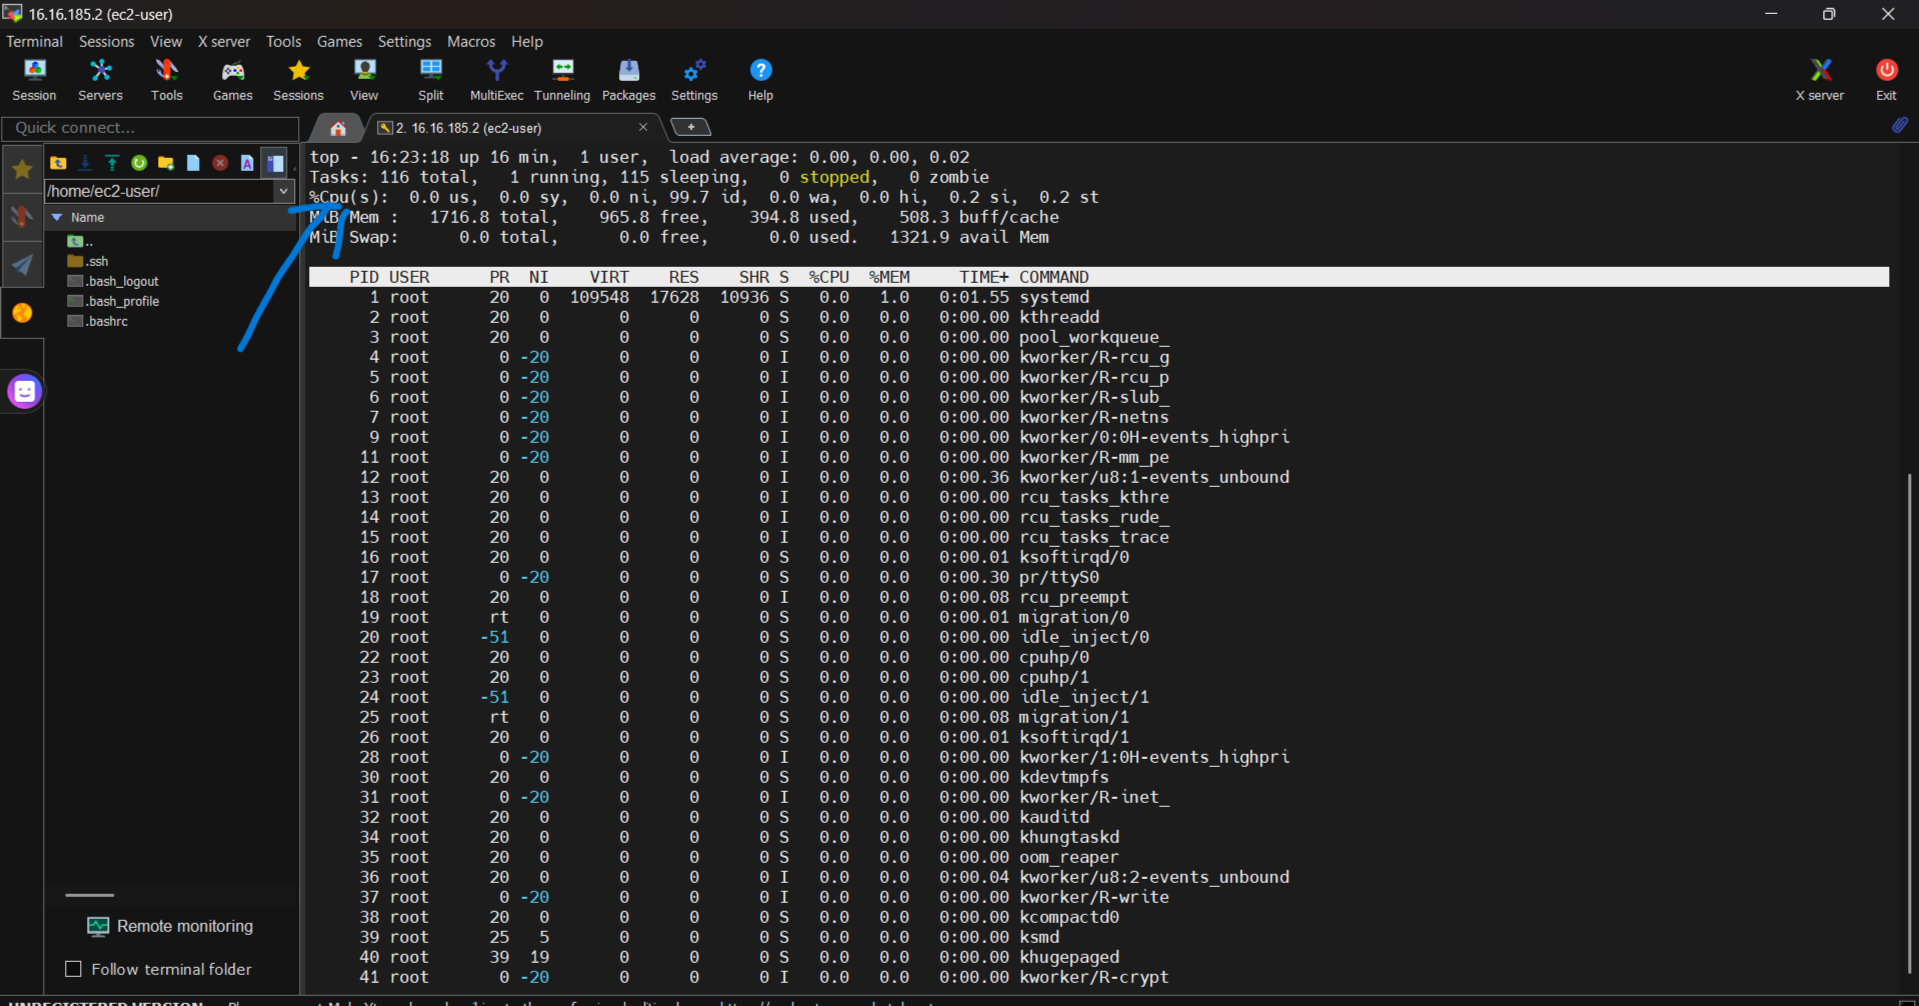 16.16.185.2 (ec2-user)
Terminal Sessions View X server Tools Games Settings Macros Help
Session Servers Tools Games Sessions View Split MultiExec Tunneling Packages Settings Help X server Exit
Quick connect...
2. 16.16.185.2 (ec2-user)
/home/ec2-user/
Name
..
.ssh
.bash_logout
.bash_profile
.bashrc
Remote monitoring
Follow terminal folder
top - 16:23:18 up 16 min,  1 user,  load average: 0.00, 0.00, 0.02
Tasks: 116 total,   1 running, 115 sleeping,   0 stopped,   0 zombie
%Cpu(s):  0.0 us,  0.0 sy,  0.0 ni, 99.7 id,  0.0 wa,  0.0 hi,  0.2 si,  0.2 st
MiB Mem :   1716.8 total,    965.8 free,    394.8 used,    508.3 buff/cache
MiB Swap:      0.0 total,      0.0 free,      0.0 used.   1321.9 avail Mem
PID USER PR NI VIRT RES SHR S %CPU %MEM TIME+ COMMAND
1 root 20 0 109548 17628 10936 S 0.0 1.0 0:01.55 systemd
2 root 20 0 0 0 0 S 0.0 0.0 0:00.00 kthreadd
3 root 20 0 0 0 0 S 0.0 0.0 0:00.00 pool_workqueue_
4 root 0 -20 0 0 0 I 0.0 0.0 0:00.00 kworker/R-rcu_g
5 root 0 -20 0 0 0 I 0.0 0.0 0:00.00 kworker/R-rcu_p
6 root 0 -20 0 0 0 I 0.0 0.0 0:00.00 kworker/R-slub_
7 root 0 -20 0 0 0 I 0.0 0.0 0:00.00 kworker/R-netns
9 root 0 -20 0 0 0 I 0.0 0.0 0:00.00 kworker/0:0H-events_highpri
11 root 0 -20 0 0 0 I 0.0 0.0 0:00.00 kworker/R-mm_pe
12 root 20 0 0 0 0 I 0.0 0.0 0:00.36 kworker/u8:1-events_unbound
13 root 20 0 0 0 0 I 0.0 0.0 0:00.00 rcu_tasks_kthre
14 root 20 0 0 0 0 I 0.0 0.0 0:00.00 rcu_tasks_rude_
15 root 20 0 0 0 0 I 0.0 0.0 0:00.00 rcu_tasks_trace
16 root 20 0 0 0 0 S 0.0 0.0 0:00.01 ksoftirqd/0
17 root 0 -20 0 0 0 S 0.0 0.0 0:00.30 pr/ttyS0
18 root 20 0 0 0 0 I 0.0 0.0 0:00.08 rcu_preempt
19 root rt 0 0 0 0 S 0.0 0.0 0:00.01 migration/0
20 root -51 0 0 0 0 S 0.0 0.0 0:00.00 idle_inject/0
22 root 20 0 0 0 0 S 0.0 0.0 0:00.00 cpuhp/0
23 root 20 0 0 0 0 S 0.0 0.0 0:00.00 cpuhp/1
24 root -51 0 0 0 0 S 0.0 0.0 0:00.00 idle_inject/1
25 root rt 0 0 0 0 S 0.0 0.0 0:00.08 migration/1
26 root 20 0 0 0 0 S 0.0 0.0 0:00.01 ksoftirqd/1
28 root 0 -20 0 0 0 I 0.0 0.0 0:00.00 kworker/1:0H-events_highpri
30 root 20 0 0 0 0 S 0.0 0.0 0:00.00 kdevtmpfs
31 root 0 -20 0 0 0 I 0.0 0.0 0:00.00 kworker/R-inet_
32 root 20 0 0 0 0 S 0.0 0.0 0:00.00 kauditd
34 root 20 0 0 0 0 S 0.0 0.0 0:00.00 khungtaskd
35 root 20 0 0 0 0 S 0.0 0.0 0:00.00 oom_reaper
36 root 20 0 0 0 0 I 0.0 0.0 0:00.04 kworker/u8:2-events_unbound
37 root 0 -20 0 0 0 I 0.0 0.0 0:00.00 kworker/R-write
38 root 20 0 0 0 0 S 0.0 0.0 0:00.00 kcompactd0
39 root 25 5 0 0 0 S 0.0 0.0 0:00.00 ksmd
40 root 39 19 0 0 0 S 0.0 0.0 0:00.00 khugepaged
41 root 0 -20 0 0 0 I 0.0 0.0 0:00.00 kworker/R-crypt
UNREGISTERED VERSION